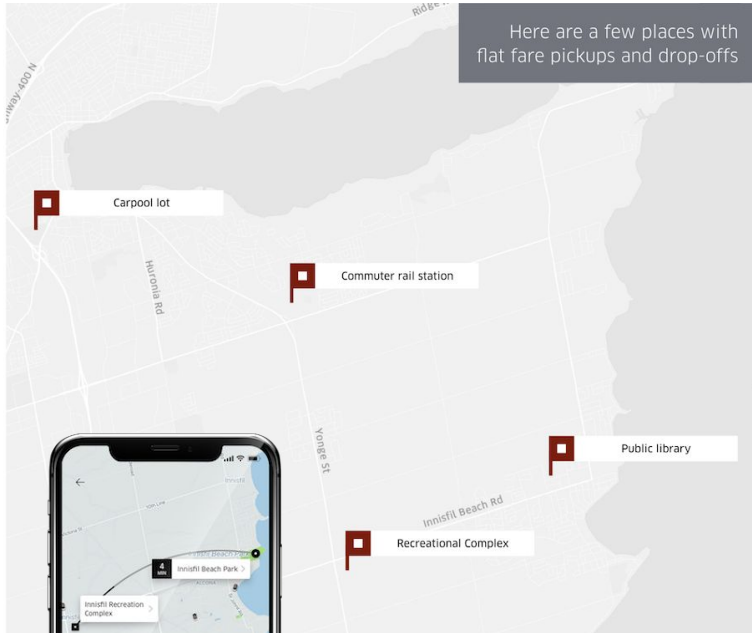 Here are a few places with
flat fare pickups and drop-offs
Carpool lot
Commuter rail station
Huronia Rd
Yonge St
Public library
Innisfil Beach Rd
Recreational Complex
Innisfil
4
MIN
Innisfil Beach Park >
Innisfil Recreation
Complex >